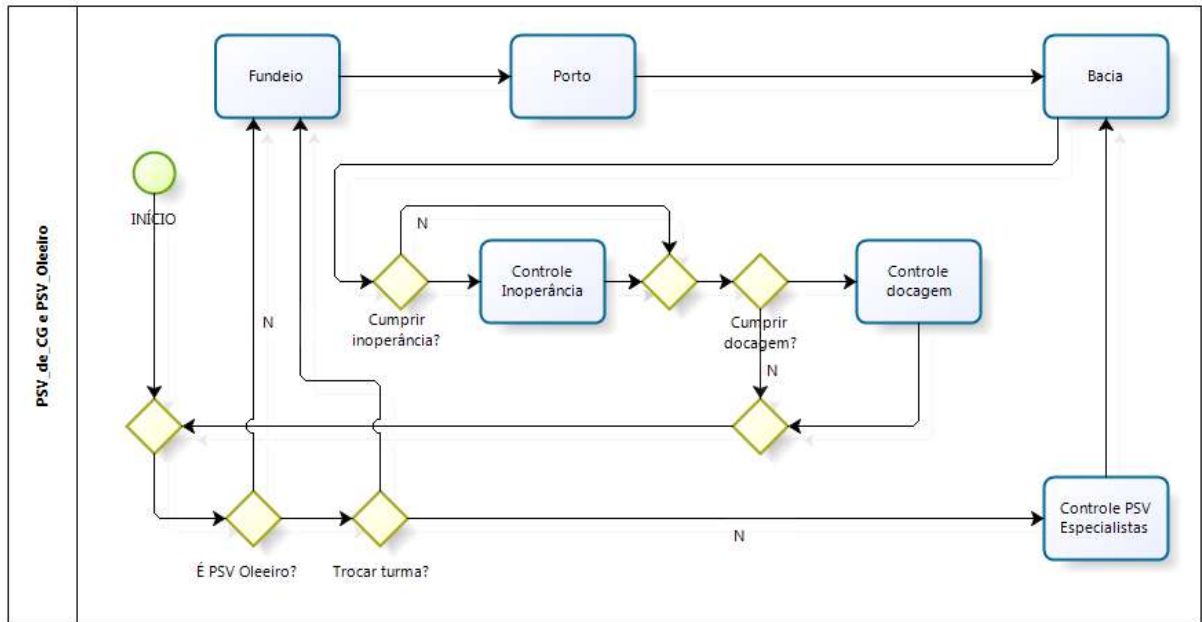 PSV_de_CG e PSV_Oleeiro
Fundeio
Porto
Bacia
INÍCIO
N
Controle
Inoperância
Controle
docagem
Cumprir
inoperância?
Cumprir
docagem?
N
N
Controle PSV
Especialistas
N
É PSV Oleeiro?
Trocar turma?